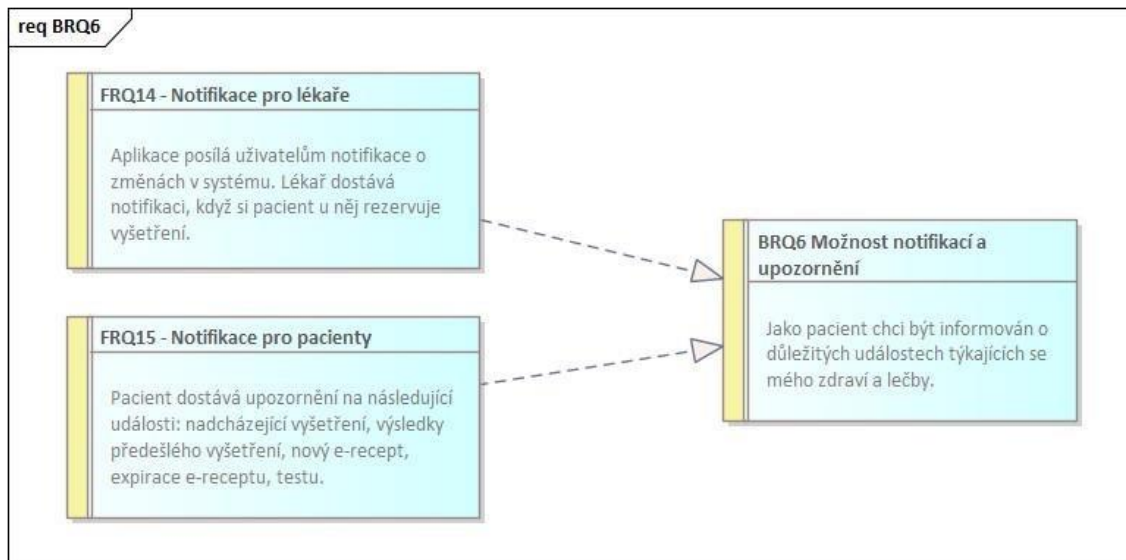 req BRQ6
FRQ14 - Notifikace pro lékaře
Aplikace posílá uživatelům notifikace o
změnách v systému. Lékař dostává
notifikaci, když si pacient u něj rezervuje
vyšetření.
FRQ15 - Notifikace pro pacienty
Pacient dostává upozornění na následující
události: nadcházející vyšetření, výsledky
předešlého vyšetření, nový e-recept,
expirace e-receptu, testu.
BRQ6 Možnost notifikací a
upozornění
Jako pacient chci být informován o
důležitých událostech týkajících se
mého zdraví a lečby.